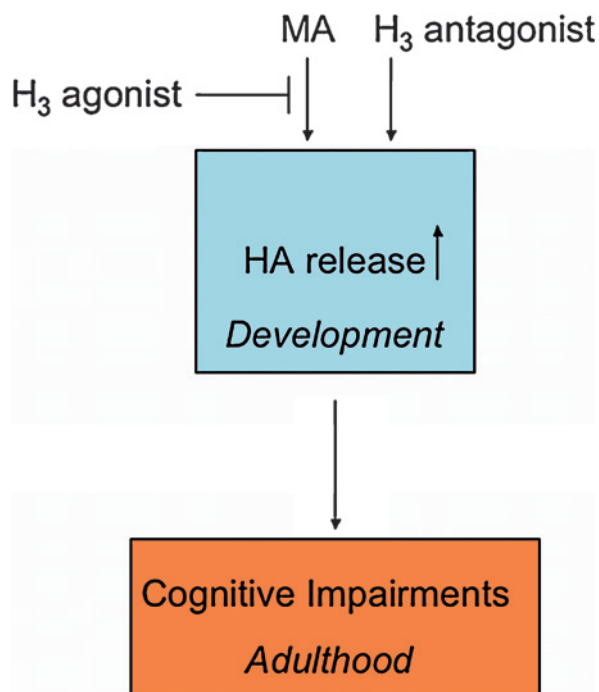 MA H₃ antagonist
H₃ agonist
HA release ↑
Development
Cognitive Impairments
Adulthood